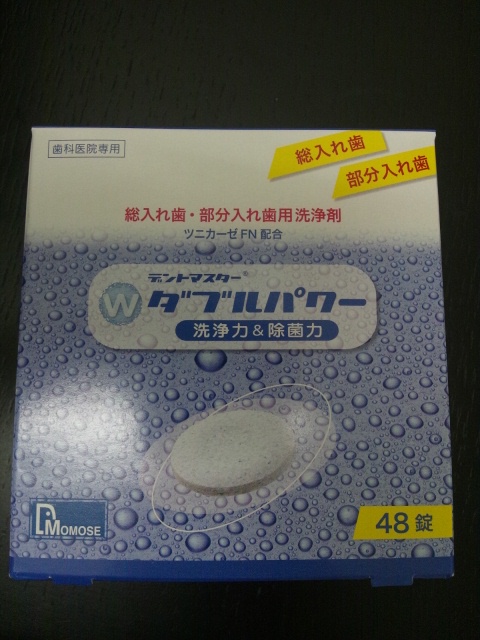 歯科医院専用
総入れ歯
部分入れ歯
総入れ歯・部分入れ歯用洗浄剤
ツニカーゼFN配合
デントマスター®
W ダブルパワー
洗浄力&除菌力
DMOMOSE
48錠